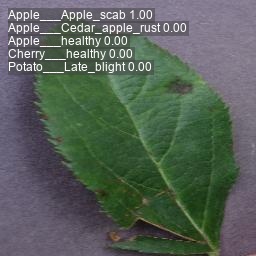 Apple___Apple_scab 1.00
Apple___Cedar_apple_rust 0.00
Apple___healthy 0.00
Cherry___healthy 0.00
Potato___Late_blight 0.00